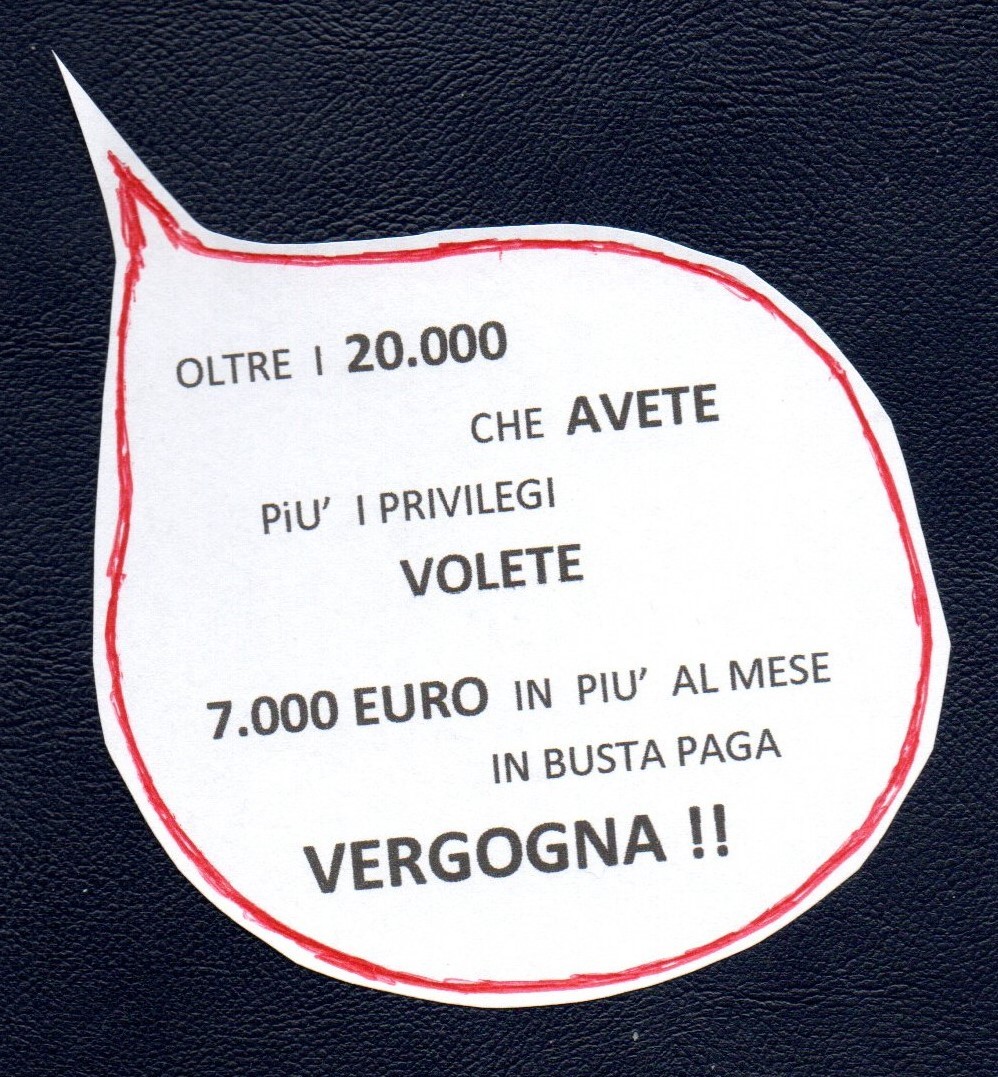 OLTRE I 20.000
CHE AVETE
PiU' I PRIVILEGI
VOLETE
7.000 EURO IN PIU' AL MESE
IN BUSTA PAGA
VERGOGNA !!